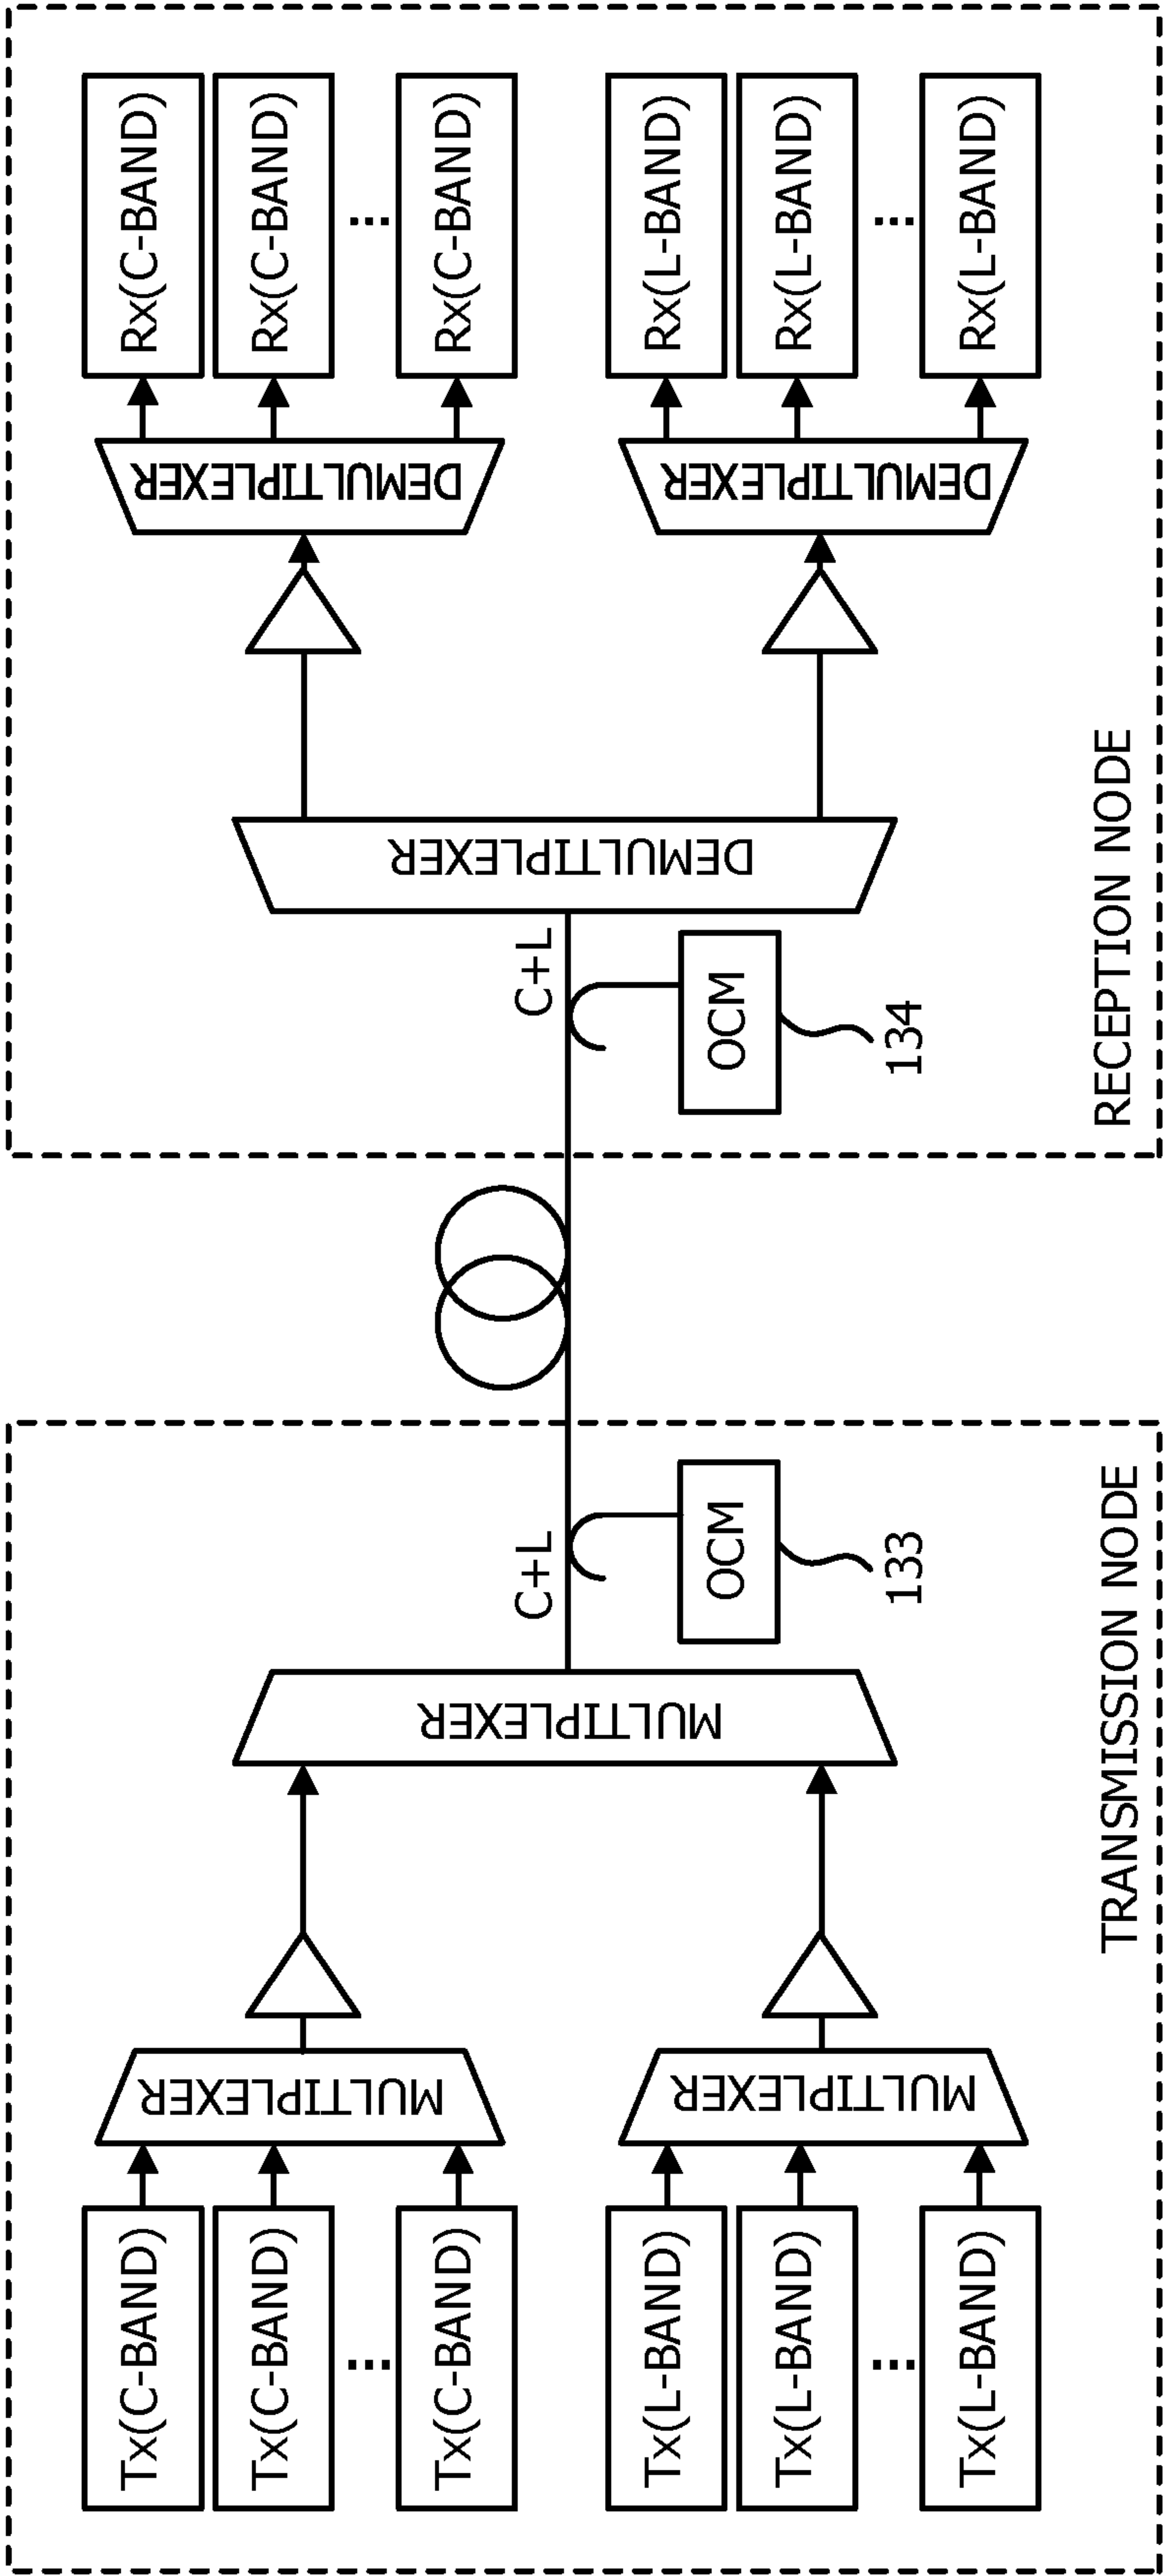 Tx(C-BAND)
Tx(C-BAND)
...
Tx(C-BAND)
Tx(L-BAND)
Tx(L-BAND)
...
Tx(L-BAND)
MULTIPLEXER
MULTIPLEXER
MULTIPLEXER
C+L
OCM
133
TRANSMISSION NODE
C+L
OCM
134
DEMULTIPLEXER
DEMULTIPLEXER
DEMULTIPLEXER
Rx(C-BAND)
Rx(C-BAND)
...
Rx(C-BAND)
Rx(L-BAND)
Rx(L-BAND)
...
Rx(L-BAND)
RECEPTION NODE